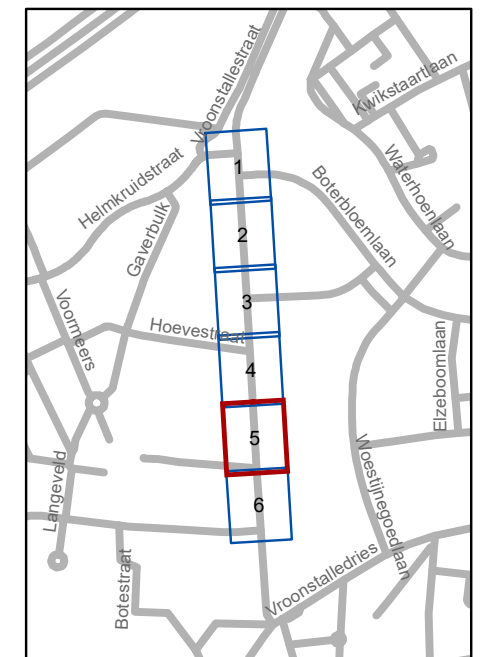 Vroonstallestraat
Kwikstaartlaan
Helmkruidstraat
1
Boterbloemlaan
Waterhoenlaan
Gaverbulk
2
Voormeers
3
Hoevestraat
Elzeboomlaan
4
5
Woestijnegoedlaan
Langeveld
6
Botestraat
Vroonstalledries